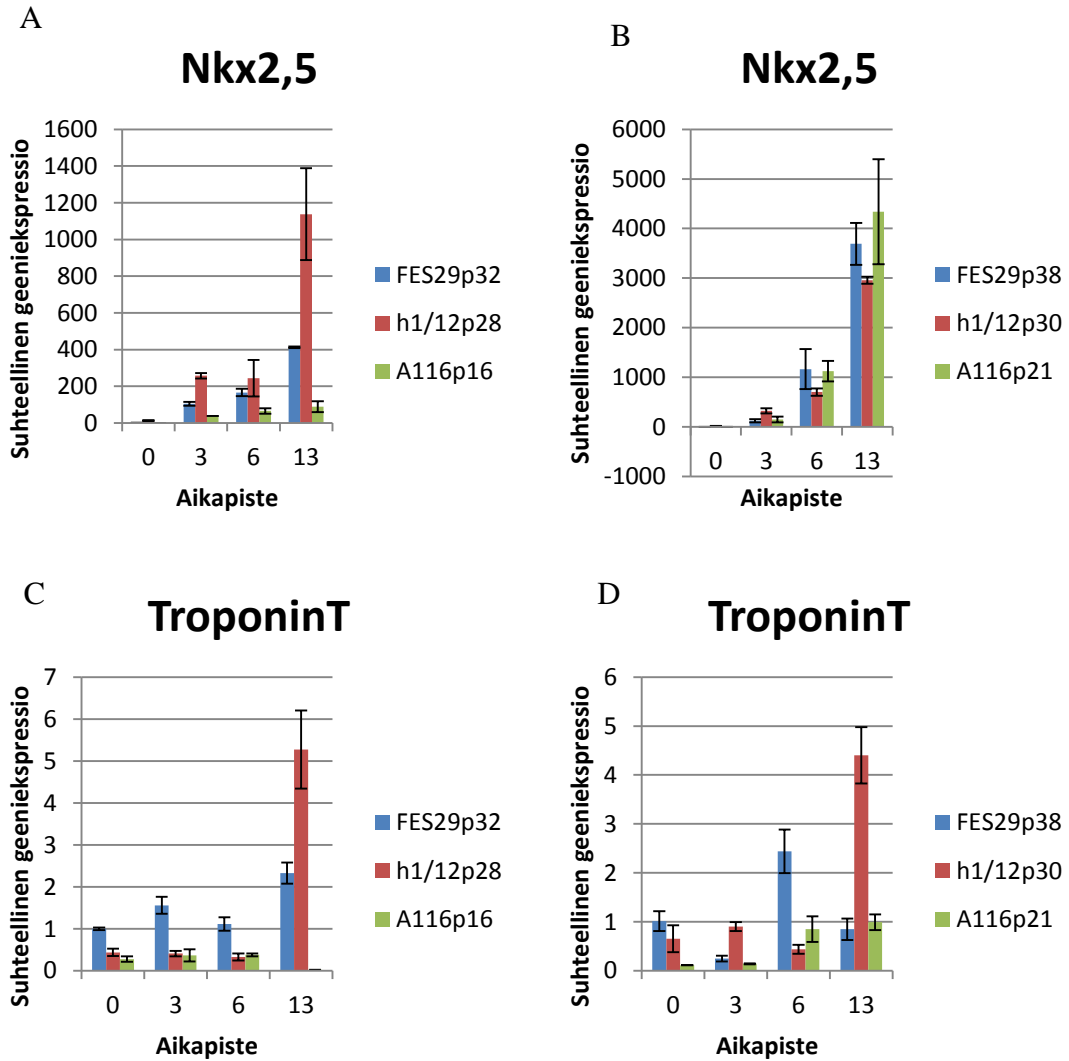 A
Nkx2,5
Suhteellinen geeniekspressio
1600
1400
1200
1000
800
600
400
200
0
0 3 6 13
Aikapiste
FES29p32
h1/12p28
A116p16
B
Nkx2,5
Suhteellinen geeniekspressio
6000
5000
4000
3000
2000
1000
0
-1000
0 3 6 13
Aikapiste
FES29p38
h1/12p30
A116p21
C
TroponinT
Suhteellinen geeniekspressio
7
6
5
4
3
2
1
0
0 3 6 13
Aikapiste
FES29p32
h1/12p28
A116p16
D
TroponinT
Suhteellinen geeniekspressio
6
5
4
3
2
1
0
0 3 6 13
Aikapiste
FES29p38
h1/12p30
A116p21